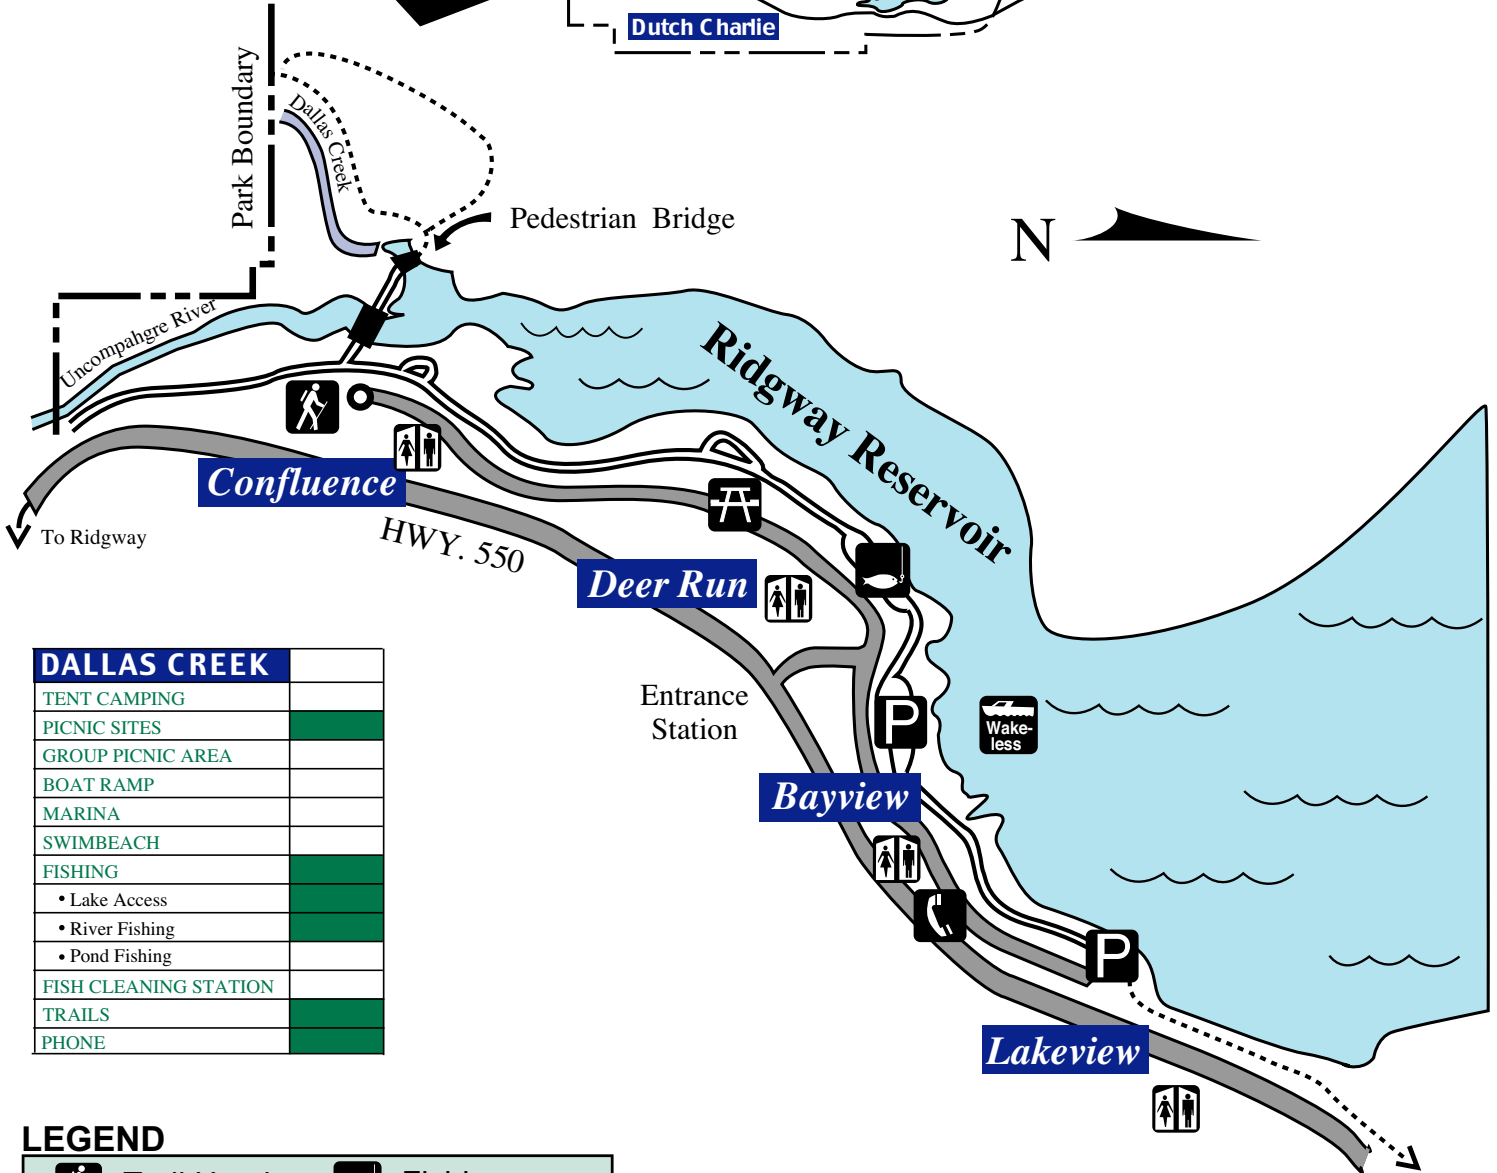 Dutch Charlie
Park Boundary
Dallas Creek
Pedestrian Bridge
N
Uncompahgre River
Ridgway Reservoir
Confluence
To Ridgway
HWY. 550
Deer Run
Entrance
Station
P
Wake-
less
Bayview
P
Lakeview
DALLAS CREEK
TENT CAMPING
PICNIC SITES
GROUP PICNIC AREA
BOAT RAMP
MARINA
SWIMBEACH
FISHING
• Lake Access
• River Fishing
• Pond Fishing
FISH CLEANING STATION
TRAILS
PHONE
LEGEND